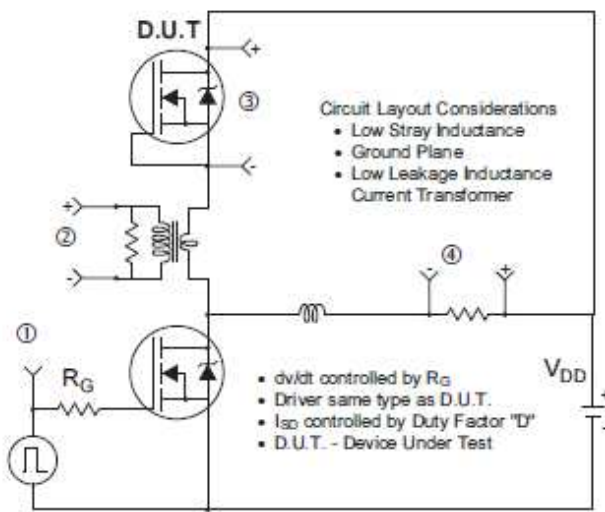 D.U.T
+
③
-
Circuit Layout Considerations
• Low Stray Inductance
• Ground Plane
• Low Leakage Inductance
Current Transformer
+
②
-
④
- +
①
RG
VDD
+
-
• dv/dt controlled by RG
• Driver same type as D.U.T.
• ISD controlled by Duty Factor "D"
• D.U.T. - Device Under Test